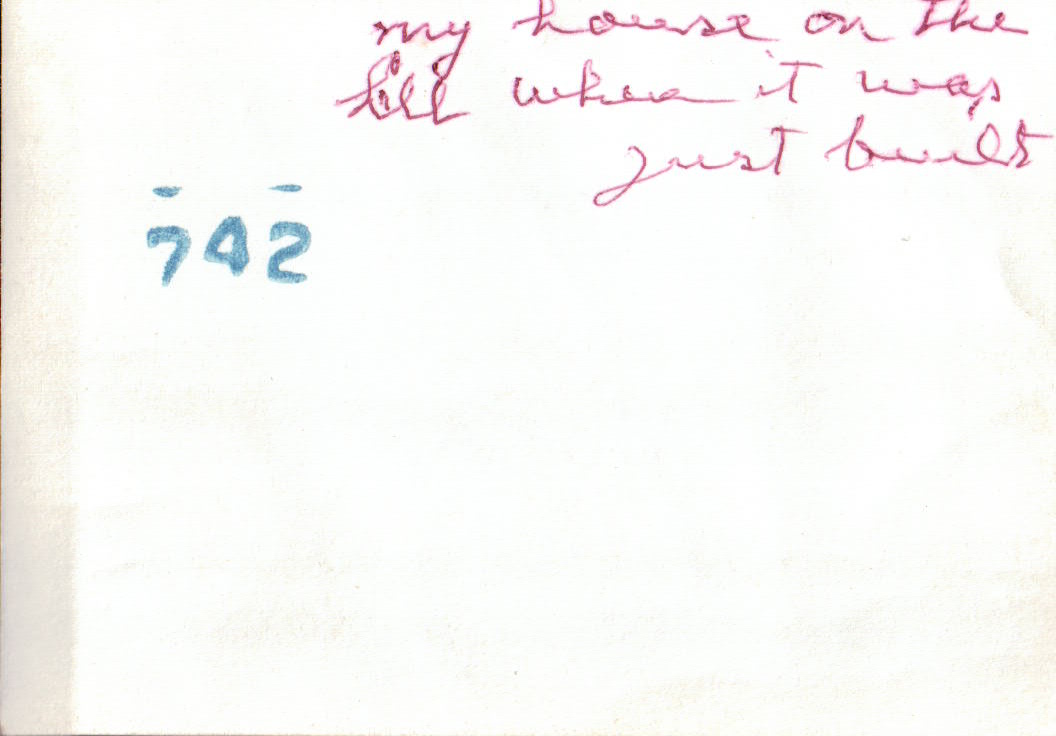 my house on the
hill when it was
just built
742